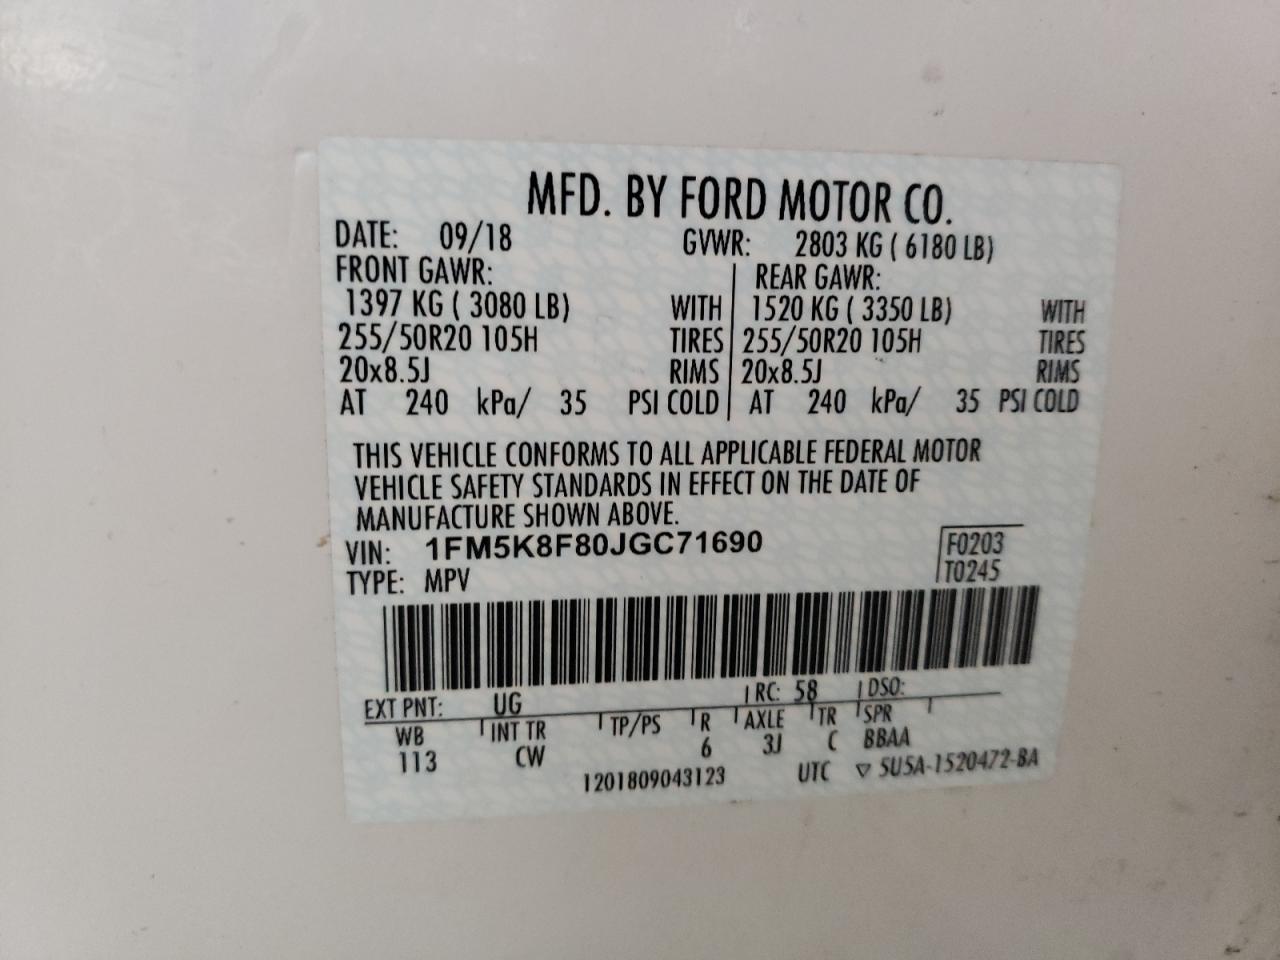 MFD. BY FORD MOTOR CO.
DATE: 09/18 GVWR: 2803 KG ( 6180 LB)
FRONT GAWR: REAR GAWR:
1397 KG ( 3080 LB) WITH 1520 KG ( 3350 LB) WITH
255/50R20 105H TIRES 255/50R20 105H TIRES
20x8.5J RIMS 20x8.5J RIMS
AT 240 kPa/ 35 PSI COLD AT 240 kPa/ 35 PSI COLD
THIS VEHICLE CONFORMS TO ALL APPLICABLE FEDERAL MOTOR
VEHICLE SAFETY STANDARDS IN EFFECT ON THE DATE OF
MANUFACTURE SHOWN ABOVE.
VIN: 1FM5K8F80JGC71690 F0203
TYPE: MPV T0245
EXT PNT: UG RC: 58 DSO:
WB INT TR TP/PS R AXLE TR SPR
113 CW 6 3J C BBAA
1201809043123 UTC ▽ 5U5A-1520472-BA